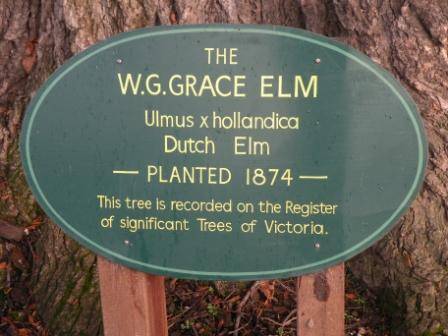 THE
W.G.GRACE ELM
Ulmus x hollandica
Dutch Elm
— PLANTED 1874 —
This tree is recorded on the Register
of significant Trees of Victoria.